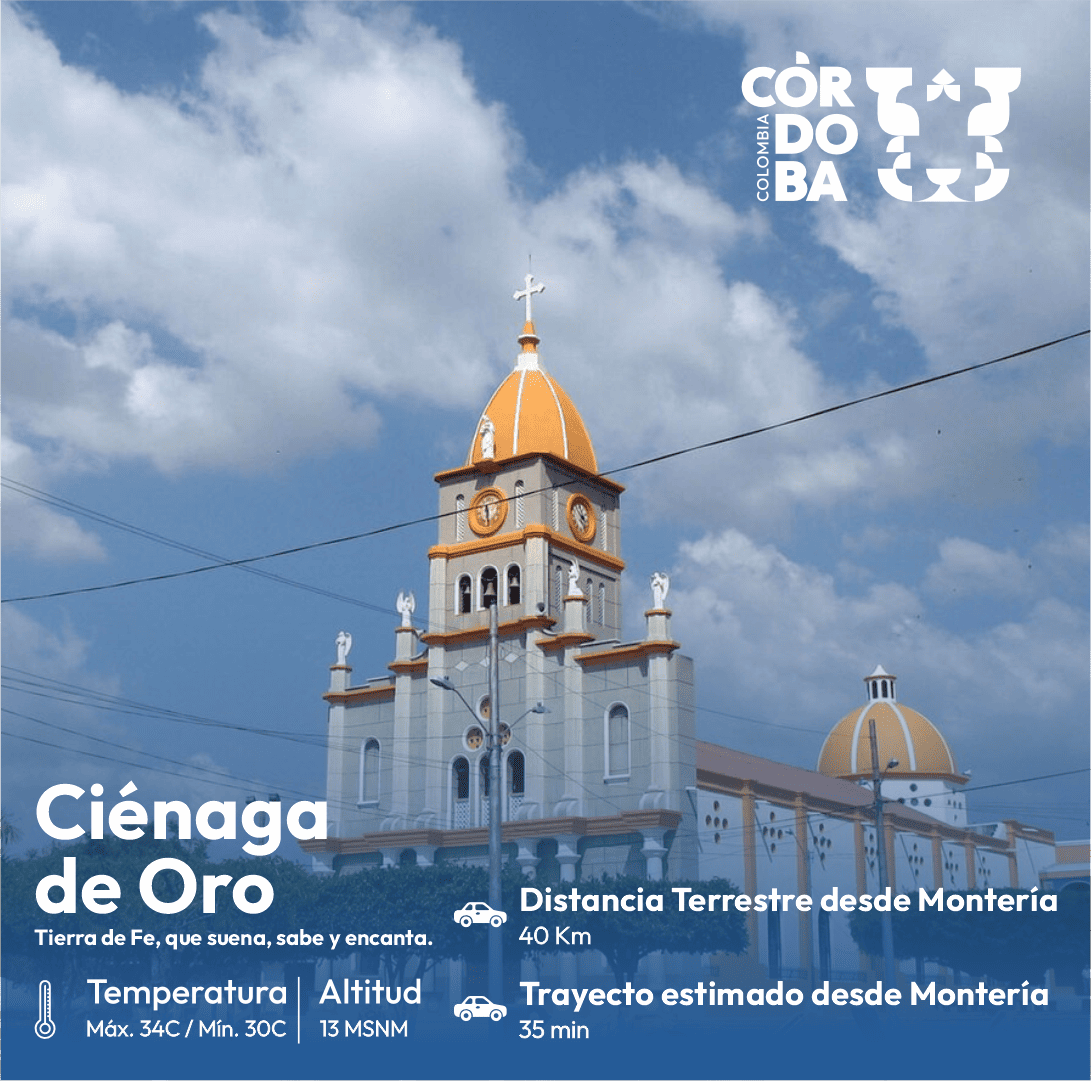 CÓR
DO
BA
COLOMBIA
Ciénaga
de Oro
Tierra de Fe, que suena, sabe y encanta.
Temperatura
Máx. 34C / Mín. 30C
Altitud
13 MSNM
Distancia Terrestre desde Montería
40 Km
Trayecto estimado desde Montería
35 min